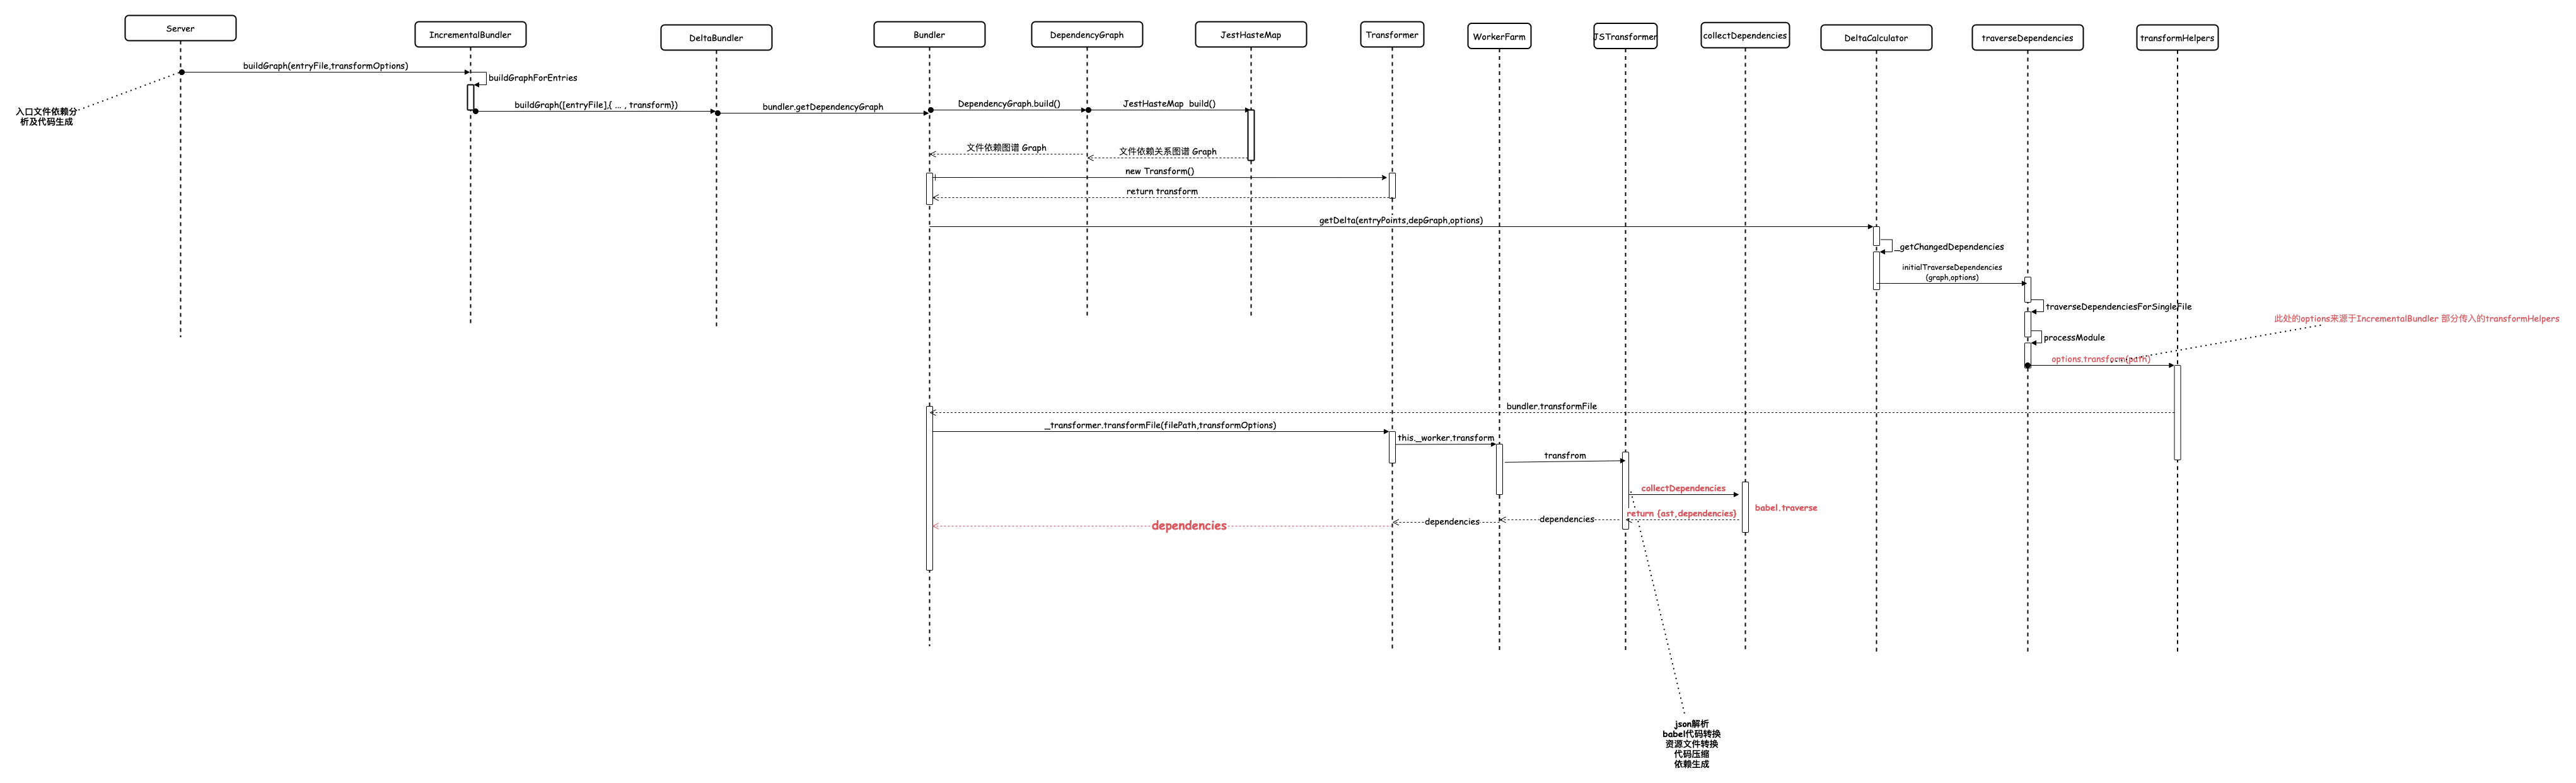 Server
IncrementalBundler
DeltaBundler
Bundler
DependencyGraph
JestHasteMap
Transformer
WorkerFarm
JSTransformer
collectDependencies
DeltaCalculator
traverseDependencies
transformHelpers
buildGraph(entryFile,transformOptions)
buildGraphForEntries
入口文件依赖分
析及代码生成
buildGraph([entryFile],{ ... , transform})
bundler.getDependencyGraph
DependencyGraph.build()
JestHasteMap build()
文件依赖图谱 Graph
文件依赖关系图谱 Graph
new Transform()
return transform
getDelta(entryPoints,depGraph,options)
_getChangedDependencies
initialTraverseDependencies
(graph,options)
traverseDependenciesForSingleFile
此处的options来源于IncrementalBundler 部分传入的transformHelpers
processModule
options.transform(path)
bundler.transformFile
_transformer.transformFile(filePath,transformOptions)
this._worker.transform
transfrom
collectDependencies
babel.traverse
return {ast,dependencies}
dependencies
dependencies
dependencies
json解析
babel代码转换
资源文件转换
代码压缩
依赖生成